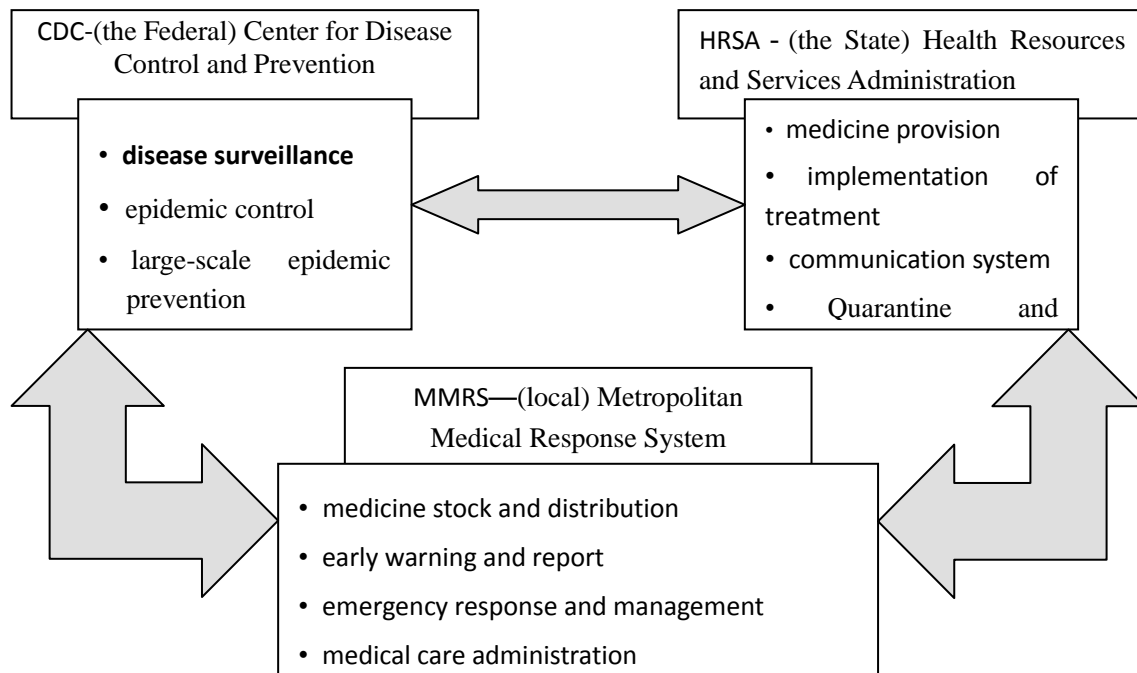 CDC-(the Federal) Center for Disease
Control and Prevention
• disease surveillance
• epidemic control
• large-scale epidemic
prevention
HRSA - (the State) Health Resources
and Services Administration
• medicine provision
• implementation of
treatment
• communication system
• Quarantine and
MMRS—(local) Metropolitan
Medical Response System
• medicine stock and distribution
• early warning and report
• emergency response and management
• medical care administration